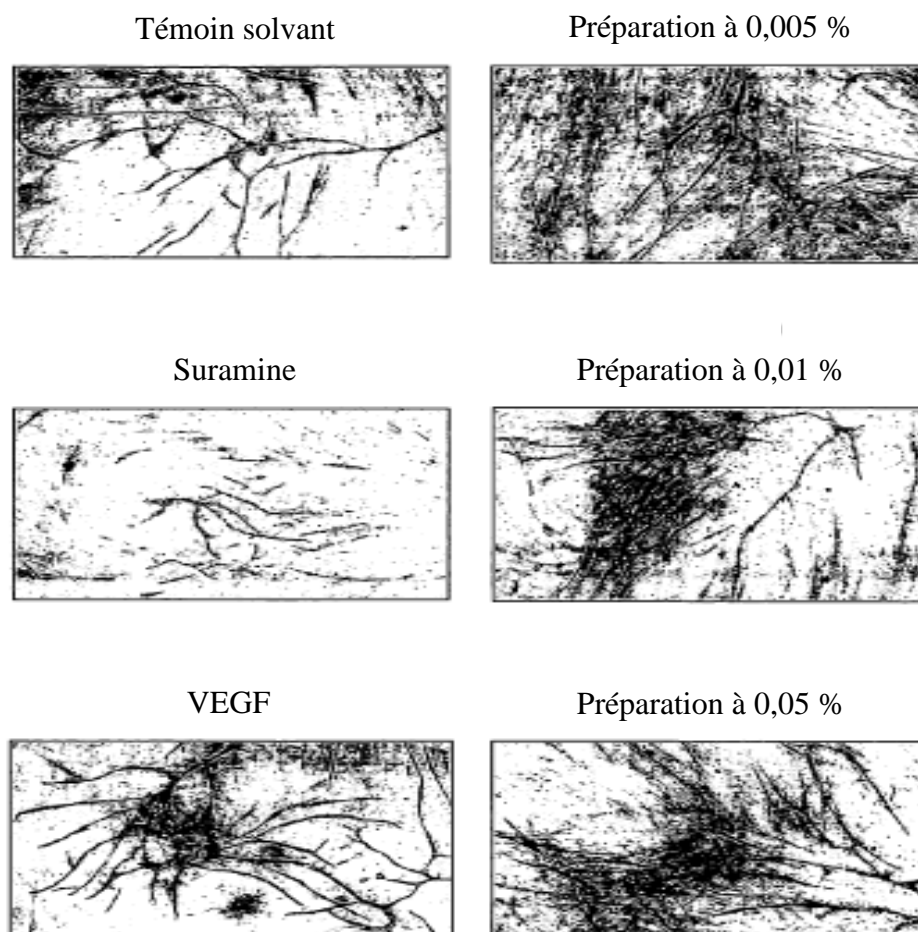 Témoin solvant
Préparation à 0,005 %
Suramine
Préparation à 0,01 %
VEGF
Préparation à 0,05 %